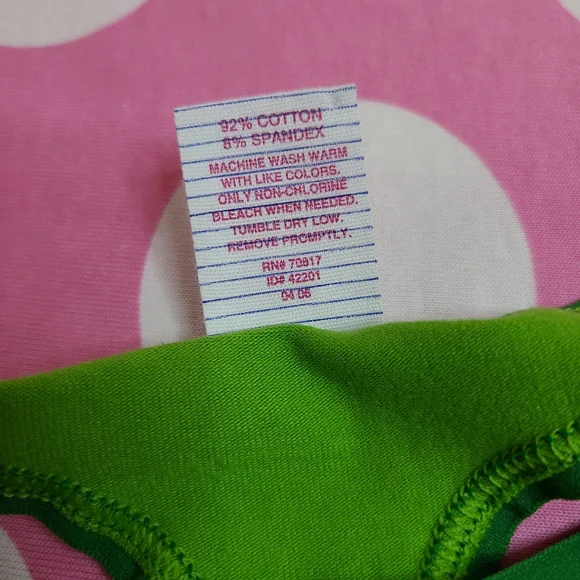 92% COTTON
8% SPANDEX
MACHINE WASH WARM
WITH LIKE COLORS.
ONLY NON-CHLORINE
BLEACH WHEN NEEDED.
TUMBLE DRY LOW.
REMOVE PROMPTLY.
RN# 70817
ID# 42201
04 05